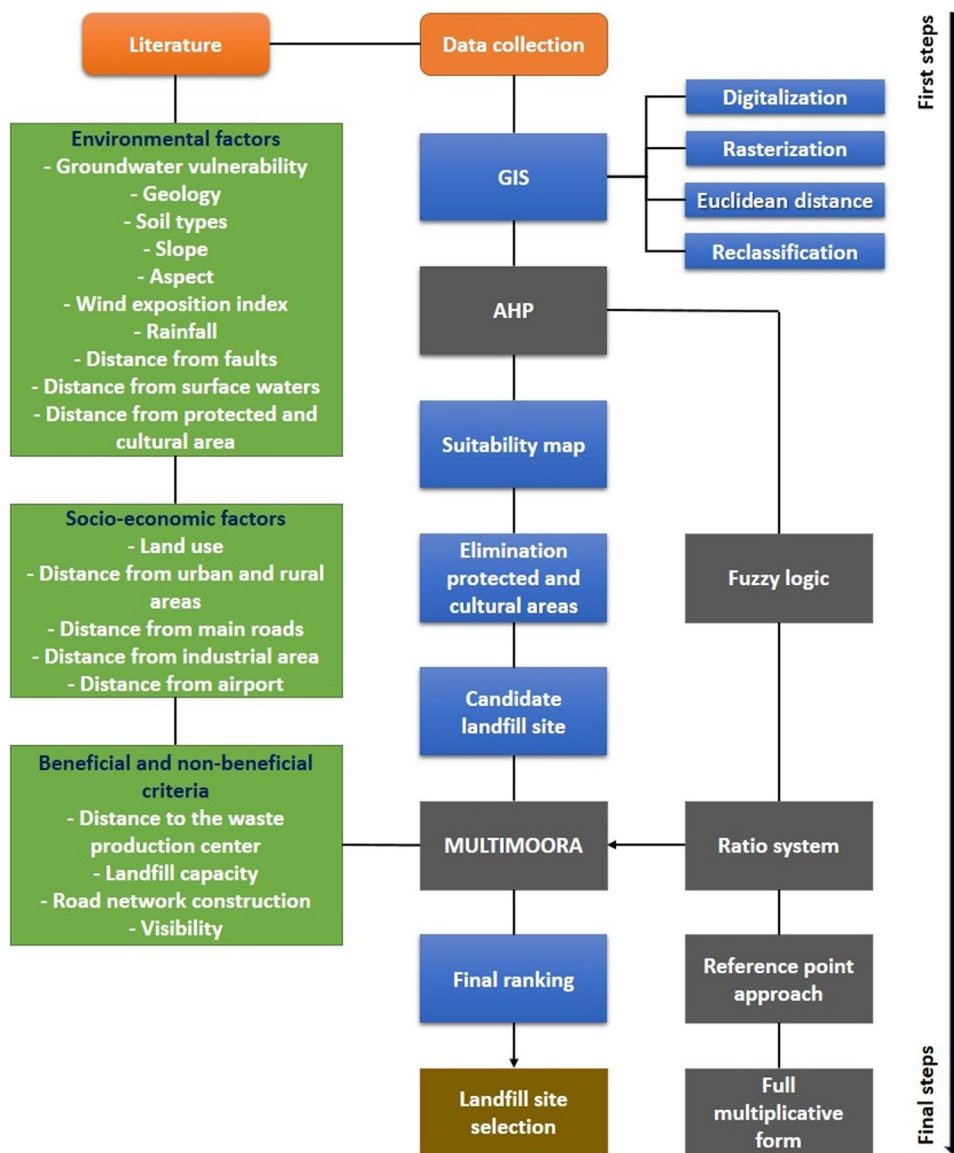 Literature
Data collection
First steps
Environmental factors
- Groundwater vulnerability
- Geology
- Soil types
- Slope
- Aspect
- Wind exposition index
- Rainfall
- Distance from faults
- Distance from surface waters
- Distance from protected and
cultural area
Socio-economic factors
- Land use
- Distance from urban and rural
areas
- Distance from main roads
- Distance from industrial area
- Distance from airport
Beneficial and non-beneficial
criteria
- Distance to the waste
production center
- Landfill capacity
- Road network construction
- Visibility
GIS
Digitalization
Rasterization
Euclidean distance
Reclassification
AHP
Suitability map
Elimination
protected and
cultural areas
Candidate
landfill site
MULTIMOORA
Final ranking
Landfill site
selection
Fuzzy logic
Ratio system
Reference point
approach
Full
multiplicative
form
Final steps